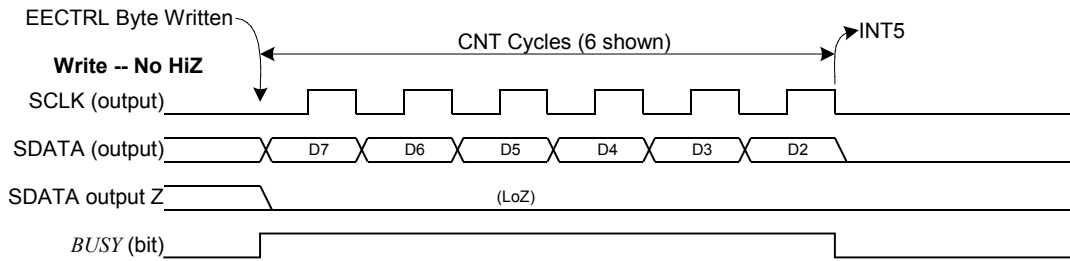 EECTRL Byte Written
INT5
CNT Cycles (6 shown)
Write -- No HiZ
SCLK (output)
SDATA (output)
D7 D6 D5 D4 D3 D2
SDATA output Z
(LoZ)
BUSY (bit)